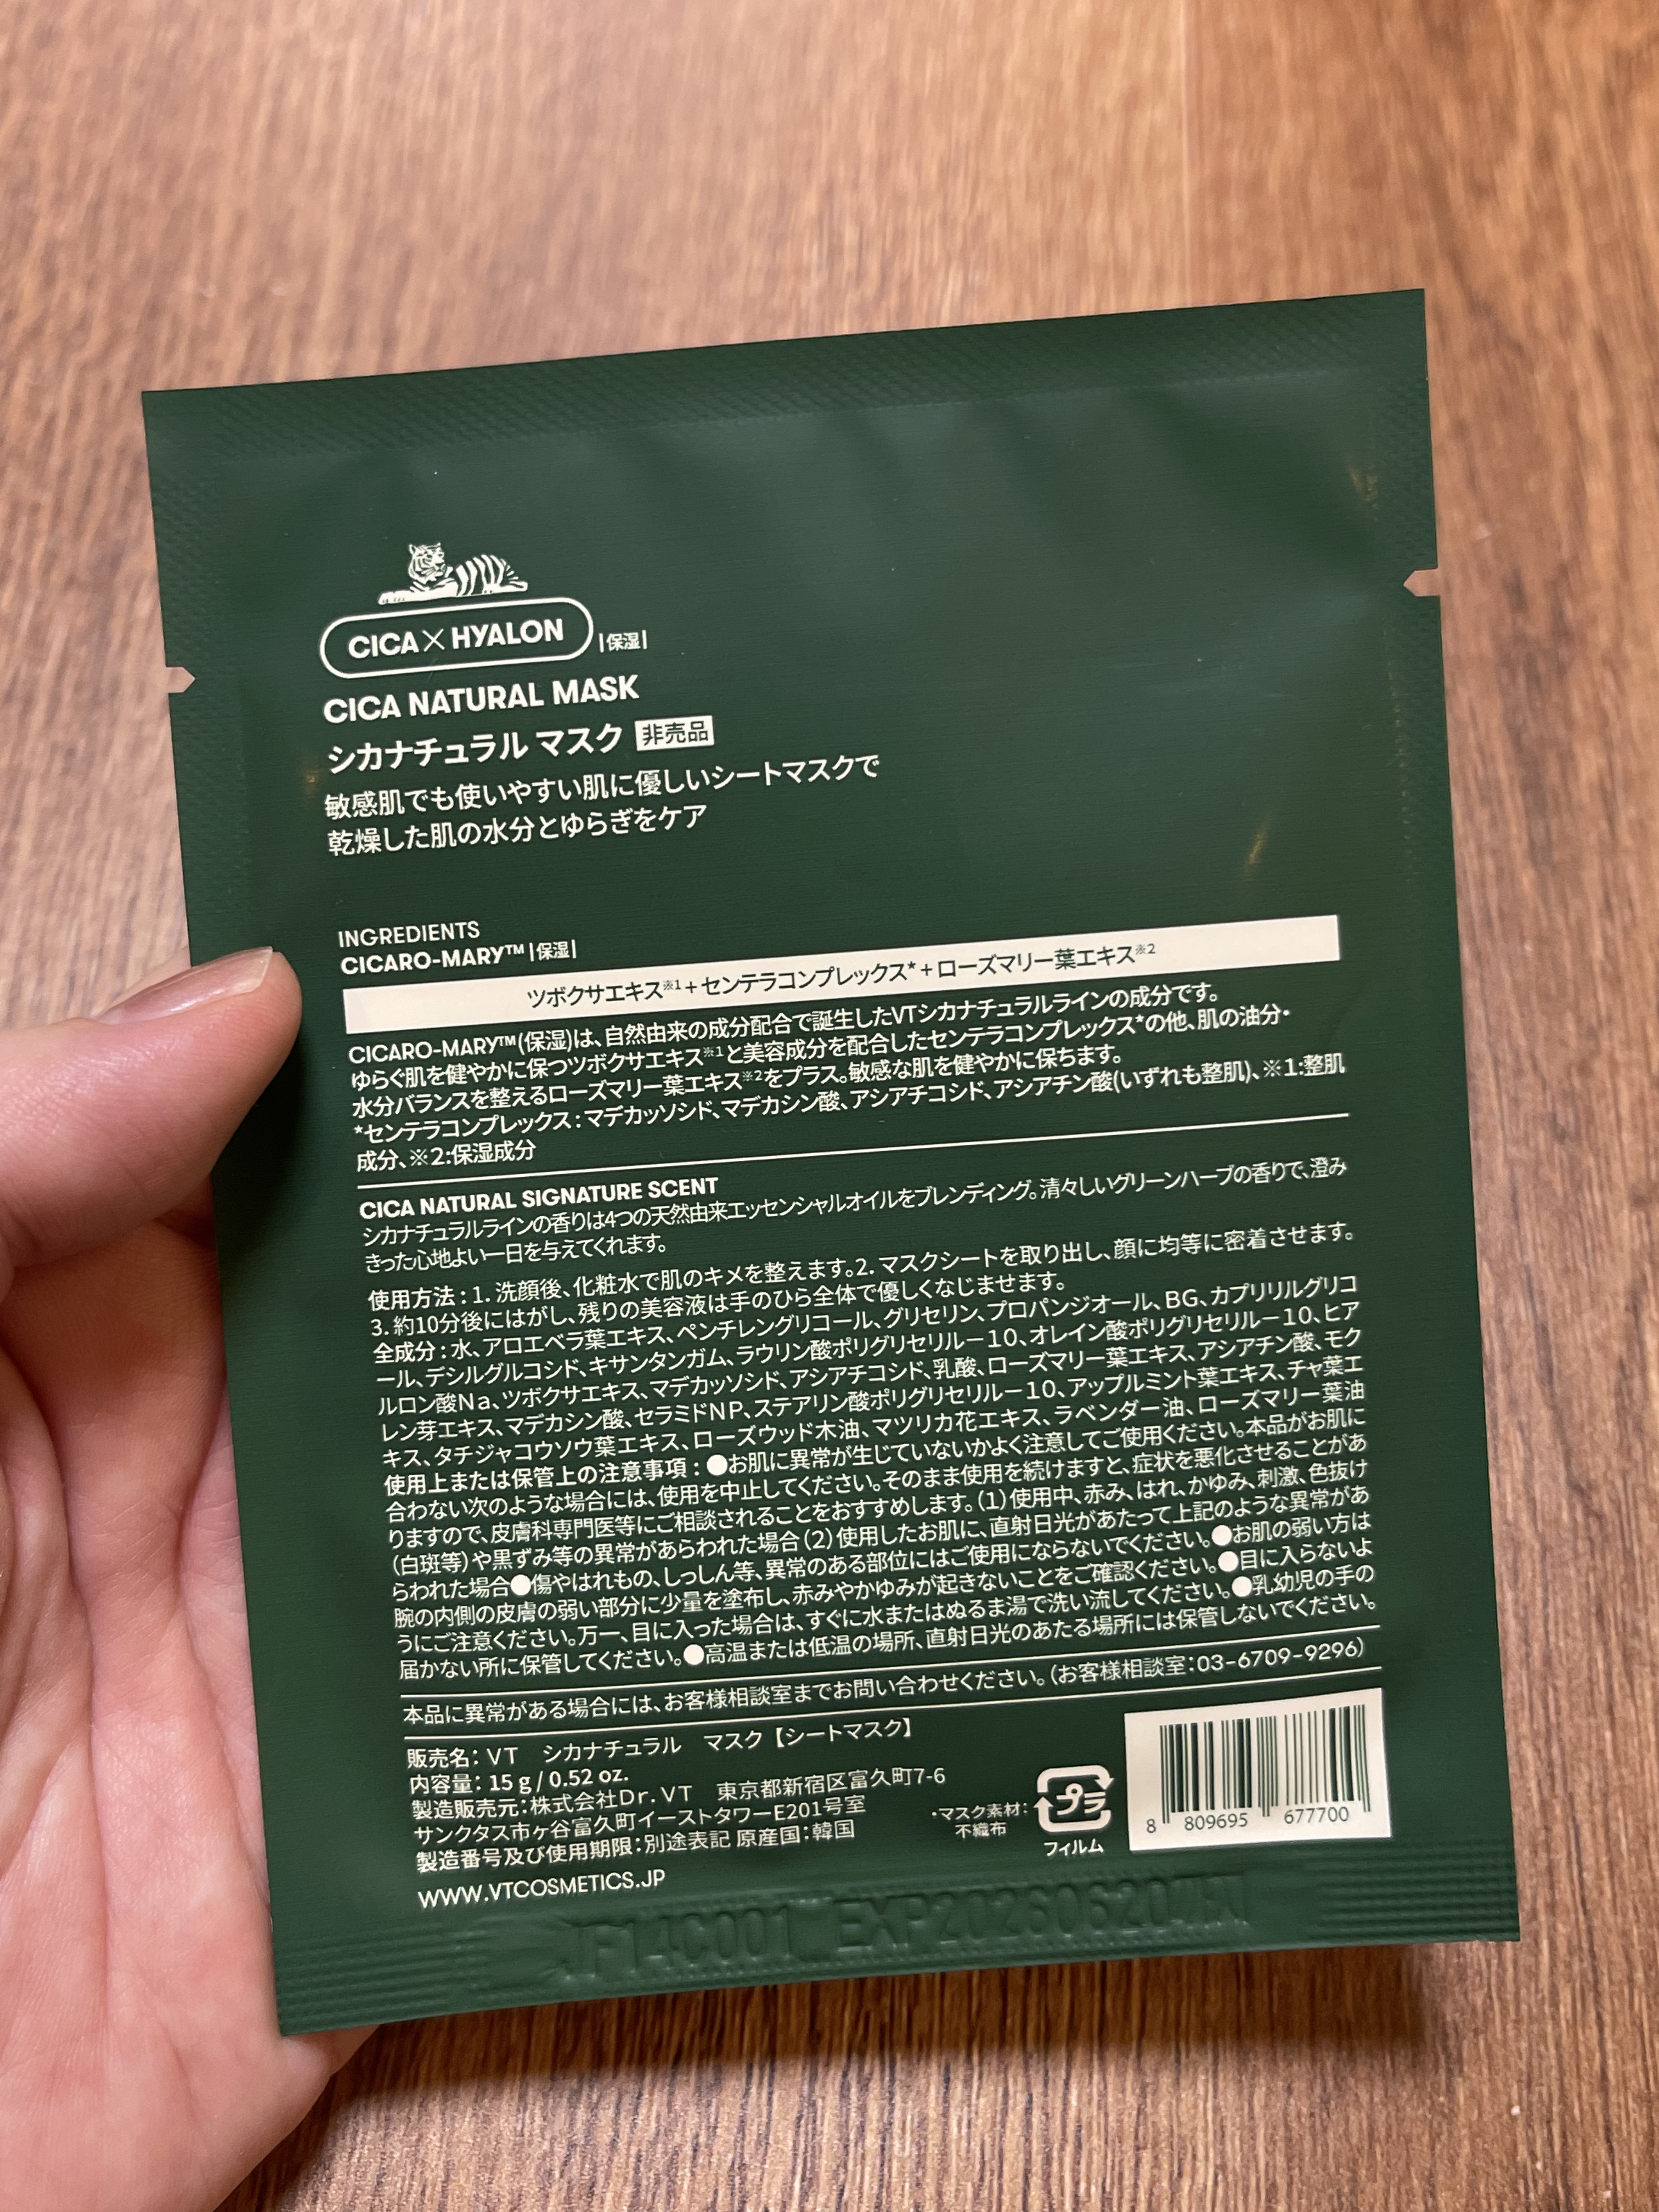 CICA×HYALON |保湿|
CICA NATURAL MASK
シカナチュラル マスク 非売品
敏感肌でも使いやすい肌に優しいシートマスクで
乾燥した肌の水分とゆらぎをケア
INGREDIENTS
CICARO-MARY™ |保湿|
ツボクサエキス※1 + センテラコンプレックス* + ローズマリー葉エキス※2
CICARO-MARY™(保湿)は、自然由来の成分配合で誕生したVTシカナチュラルラインの成分です。
ゆらぐ肌を健やかに保つツボクサエキス※1と美容成分を配合したセンテラコンプレックス*の他、肌の油分・
水分バランスを整えるローズマリー葉エキス※2をプラス。敏感な肌を健やかに保ちます。
*センテラコンプレックス：マデカッソシド、マデカシン酸、アシアチコシド、アシアチン酸(いずれも整肌)、※1:整肌
成分、※2:保湿成分
CICA NATURAL SIGNATURE SCENT
シカナチュラルラインの香りは4つの天然由来エッセンシャルオイルをブレンディング。清々しいグリーンハーブの香りで、澄み
きった心地よい一日を与えてくれます。
使用方法：1. 洗顔後、化粧水で肌のキメを整えます。2. マスクシートを取り出し、顔に均等に密着させます。
3. 約10分後にはがし、残りの美容液は手のひら全体で優しくなじませます。
全成分：水、アロエベラ葉エキス、ペンチレングリコール、グリセリン、プロパンジオール、BG、カプリリルグリコ
ール、デシルグルコシド、キサンタンガム、ラウリン酸ポリグリセリル－10、オレイン酸ポリグリセリル－10、ヒア
ルロン酸Na、ツボクサエキス、マデカッソシド、アシアチコシド、乳酸、ローズマリー葉エキス、アシアチン酸、モク
レン芽エキス、マデカシン酸、セラミドNP、ステアリン酸ポリグリセリル－10、アップルミント葉エキス、チャ葉エ
キス、タチジャコウソウ葉エキス、ローズウッド木油、マツリカ花エキス、ラベンダー油、ローズマリー葉油
使用上または保管上の注意事項：●お肌に異常が生じていないかよく注意してご使用ください。本品がお肌に
合わない次のような場合には、使用を中止してください。そのまま使用を続けますと、症状を悪化させることがあ
りますので、皮膚科専門医等にご相談されることをおすすめします。（1）使用中、赤み、はれ、かゆみ、刺激、色抜け
（白斑等）や黒ずみ等の異常があらわれた場合（2）使用したお肌に、直射日光があたって上記のような異常があ
らわれた場合●傷やはれもの、しっしん等、異常のある部位にはご使用にならないでください。●お肌の弱い方は
腕の内側の皮膚の弱い部分に少量を塗布し、赤みやかゆみが起きないことをご確認ください。●目に入らないよ
うにご注意ください。万一、目に入った場合は、すぐに水またはぬるま湯で洗い流してください。●乳幼児の手の
届かない所に保管してください。●高温または低温の場所、直射日光のあたる場所には保管しないでください。
本品に異常がある場合には、お客様相談室までお問い合わせください。（お客様相談室：03-6709-9296）
販売名：VT シカナチュラル マスク【シートマスク】
内容量：15 g / 0.52 oz.
製造販売元：株式会社Dr.VT 東京都新宿区富久町7-6
サンクタス市ヶ谷富久町イーストタワーE201号室
製造番号及び使用期限：別途表記 原産国：韓国
WWW.VTCOSMETICS.JP
・マスク素材：
不織布
プラ
フィルム
8 809695 677700
JF14C001 EXP20260620